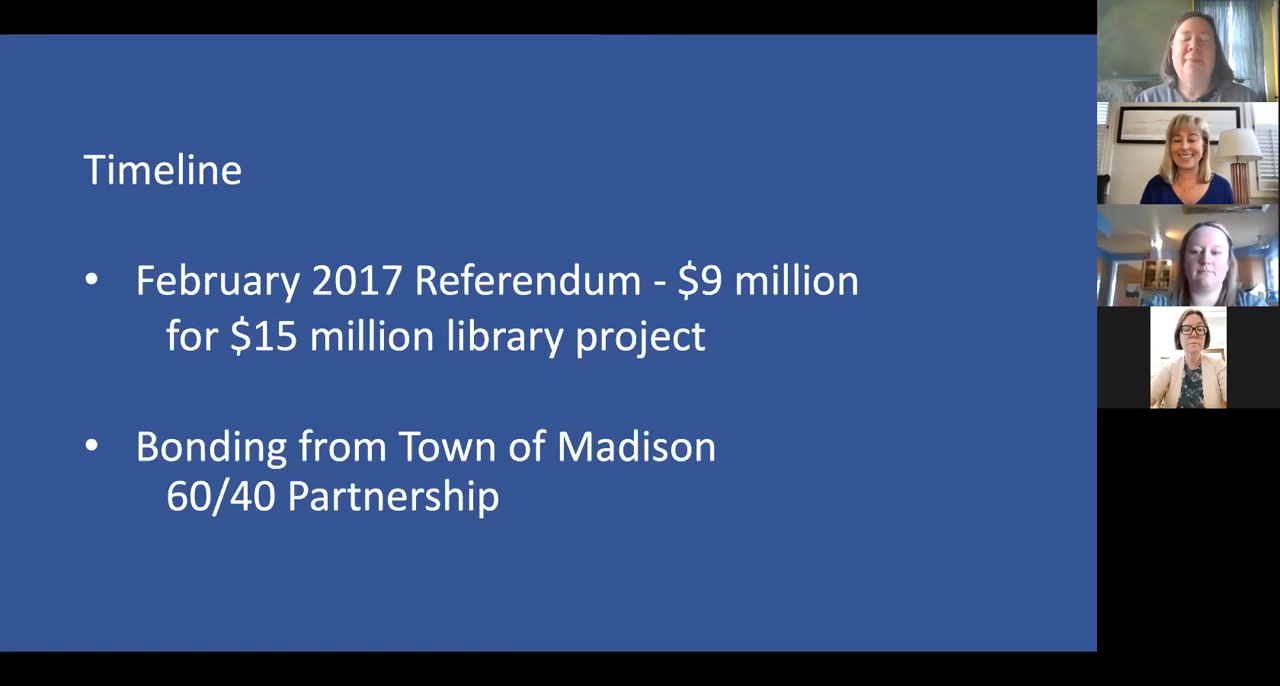 Timeline
• February 2017 Referendum - $9 million
for $15 million library project
• Bonding from Town of Madison
60/40 Partnership